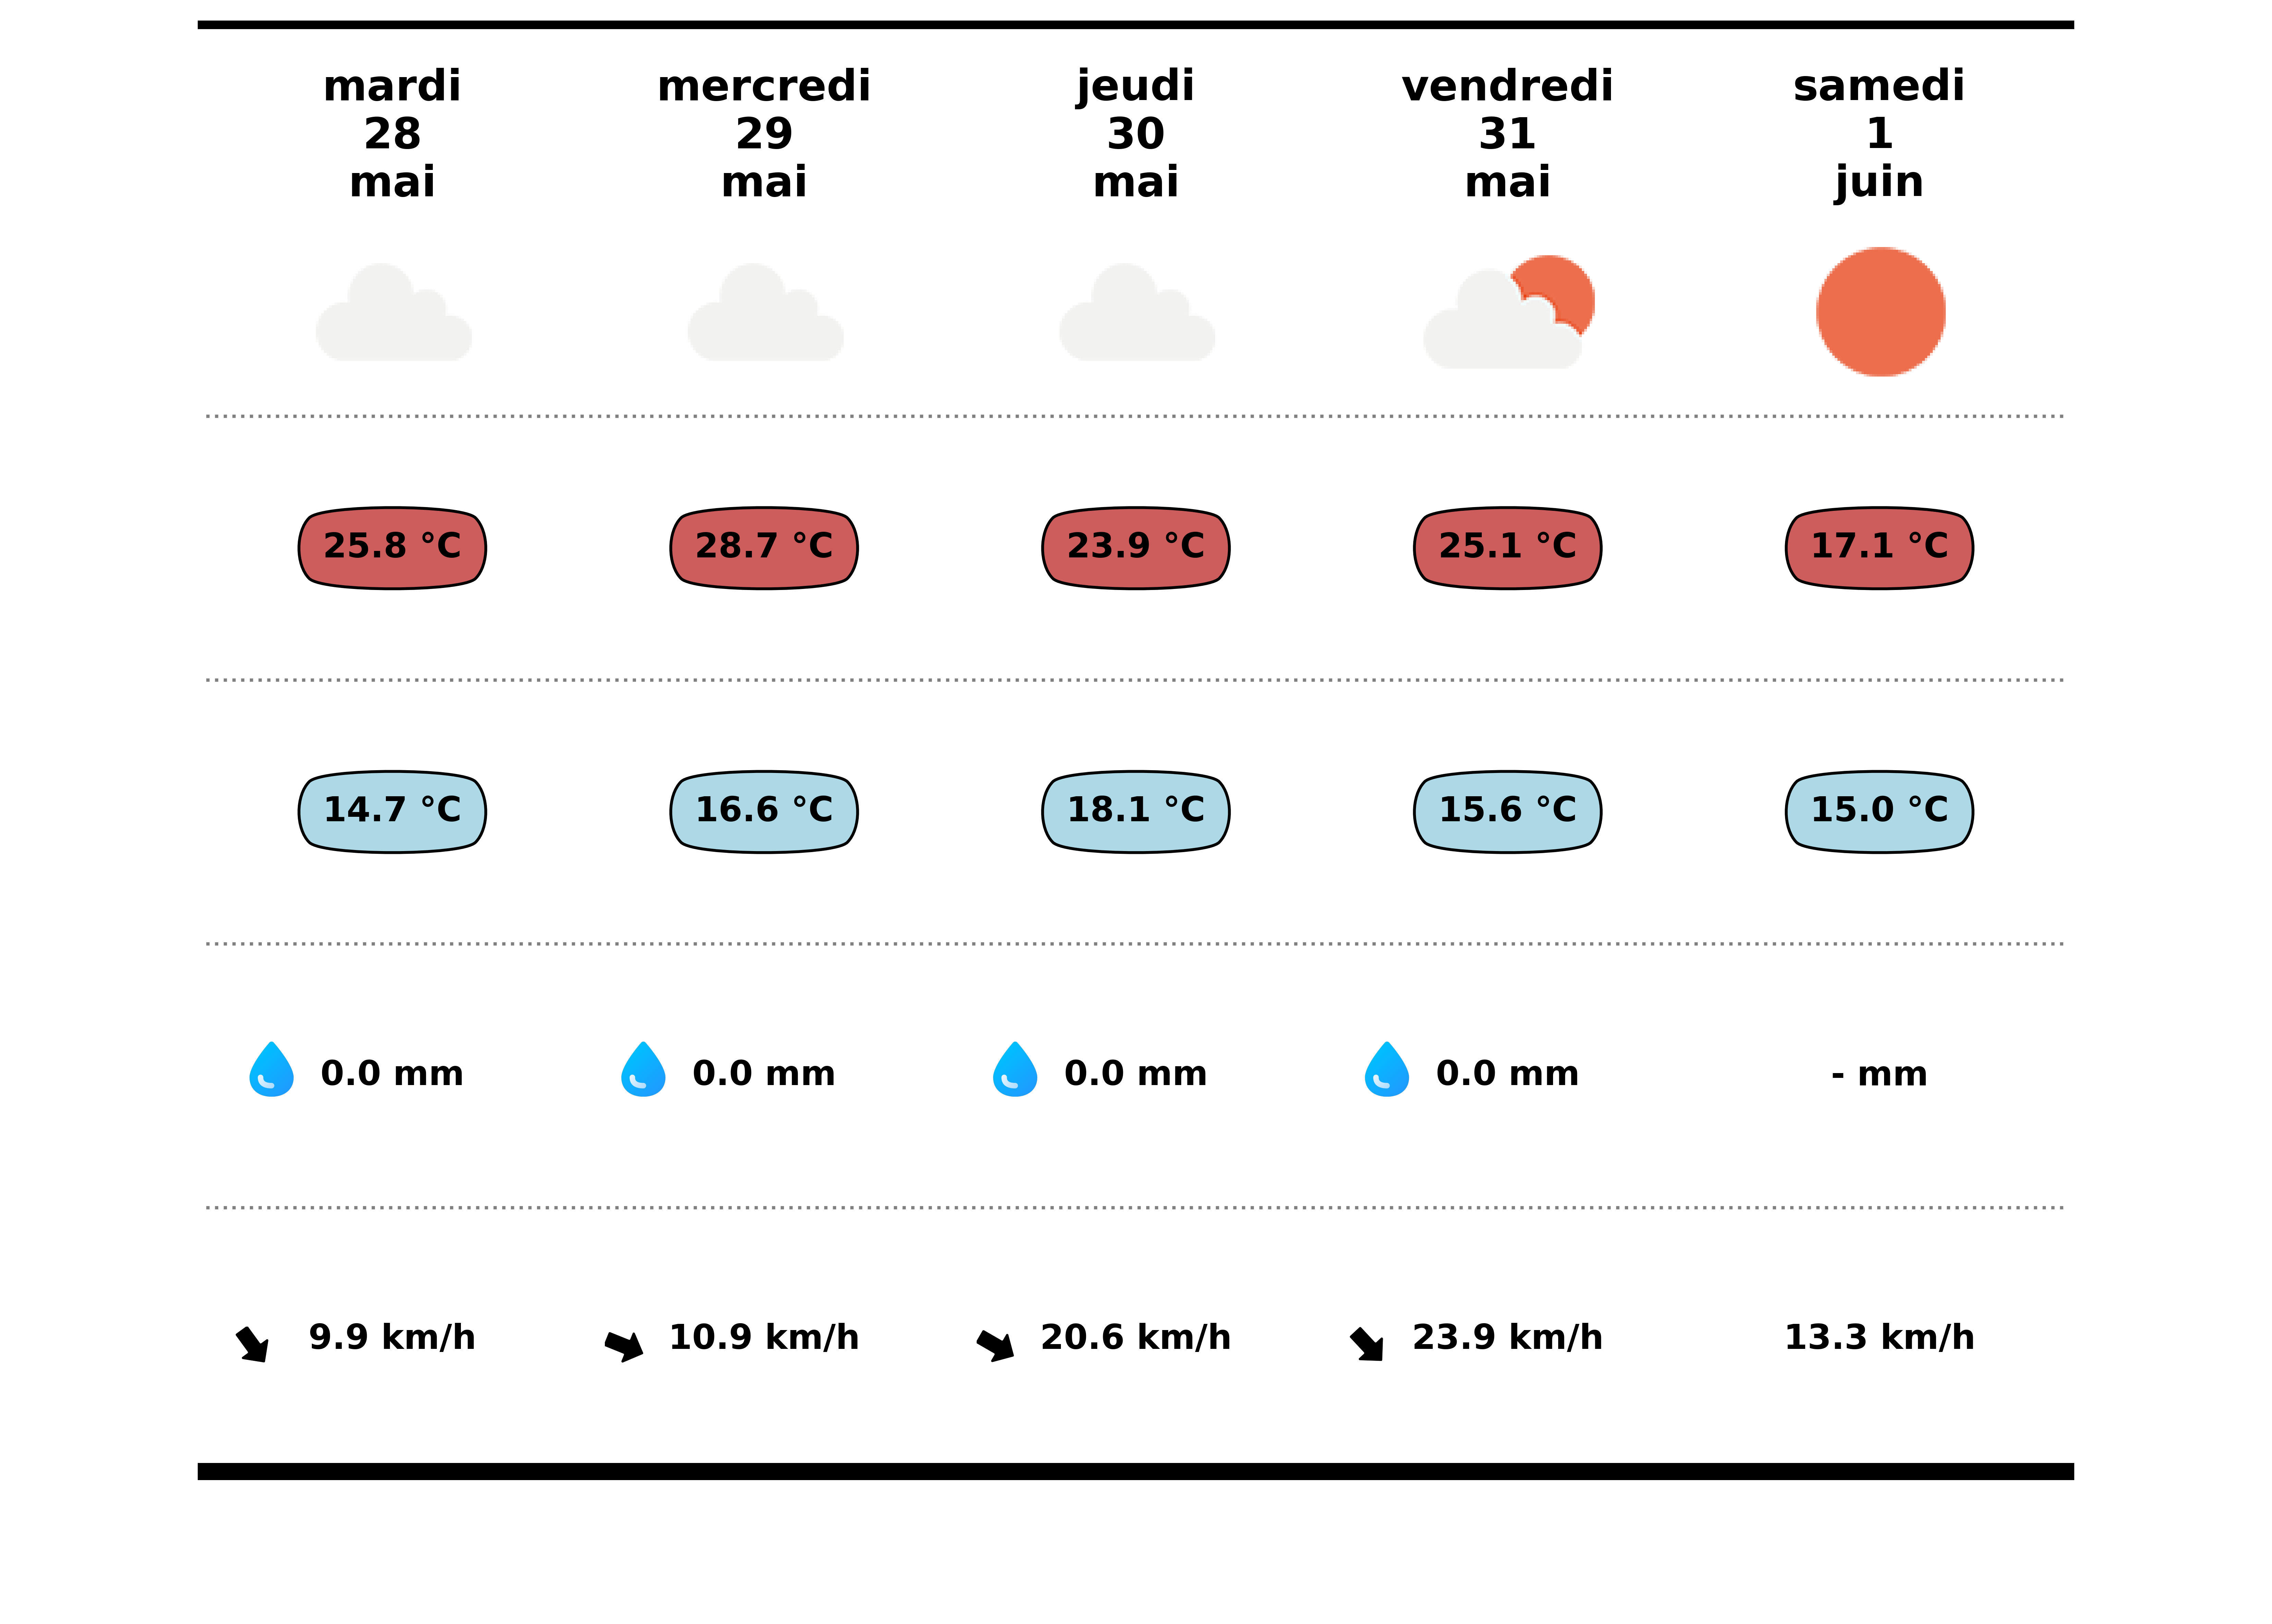 mardi
28
mai
mercredi
29
mai
jeudi
30
mai
vendredi
31
mai
samedi
1
juin
25.8 °C
28.7 °C
23.9 °C
25.1 °C
17.1 °C
14.7 °C
16.6 °C
18.1 °C
15.6 °C
15.0 °C
0.0 mm
0.0 mm
0.0 mm
0.0 mm
- mm
9.9 km/h
10.9 km/h
20.6 km/h
23.9 km/h
13.3 km/h